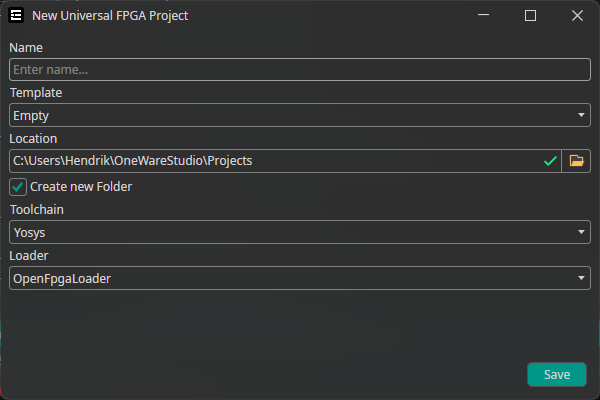 New Universal FPGA Project
Name
Enter name...
Template
Empty
Location
C:\Users\Hendrik\OneWareStudio\Projects
Create new Folder
Toolchain
Yosys
Loader
OpenFpgaLoader
Save